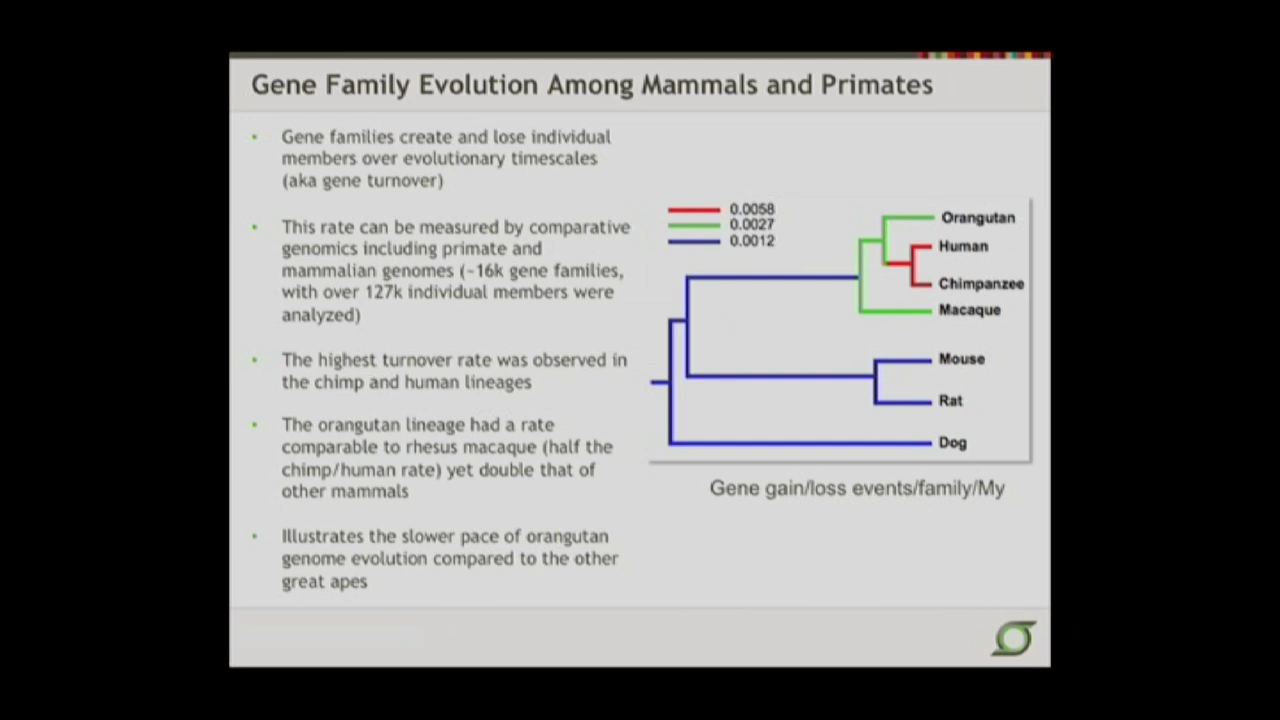 Gene Family Evolution Among Mammals and Primates
• Gene families create and lose individual
members over evolutionary timescales
(aka gene turnover)
• This rate can be measured by comparative
genomics including primate and
mammalian genomes (~16k gene families,
with over 127k individual members were
analyzed)
• The highest turnover rate was observed in
the chimp and human lineages
• The orangutan lineage had a rate
comparable to rhesus macaque (half the
chimp/human rate) yet double that of
other mammals
• Illustrates the slower pace of orangutan
genome evolution compared to the other
great apes
0.0058
0.0027
0.0012
Orangutan
Human
Chimpanzee
Macaque
Mouse
Rat
Dog
Gene gain/loss events/family/My